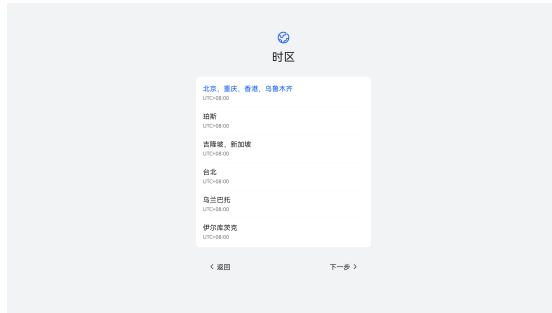 时区
北京，重庆，香港，乌鲁木齐
UTC+08:00
珀斯
UTC+08:00
吉隆坡，新加坡
UTC+08:00
台北
UTC+08:00
乌兰巴托
UTC+08:00
伊尔库茨克
UTC+08:00
返回
下一步